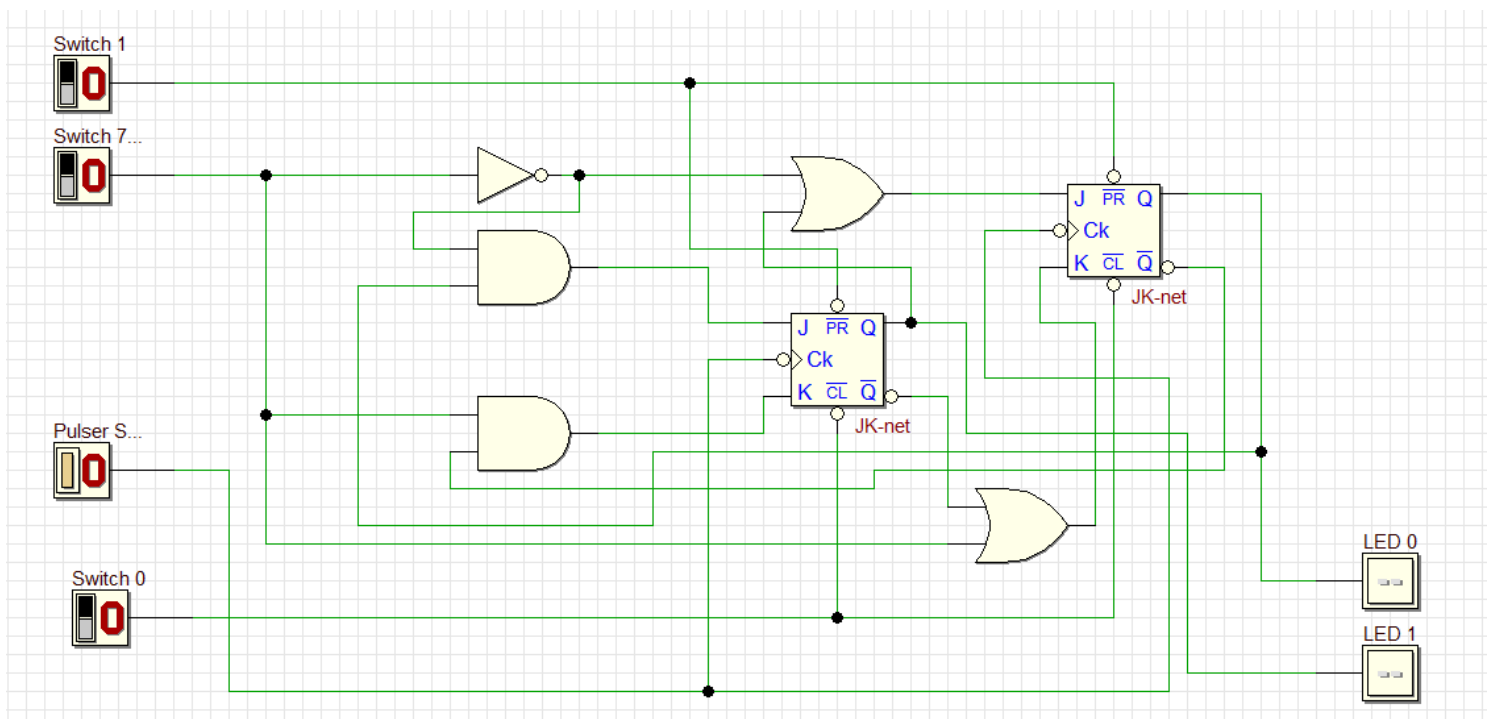 Switch 1
0
Switch 7...
0
J PR Q
Ck
K CL Q
JK-net
J PR Q
Ck
K CL Q
JK-net
Pulser S...
0
Switch 0
0
LED 0
--
LED 1
--